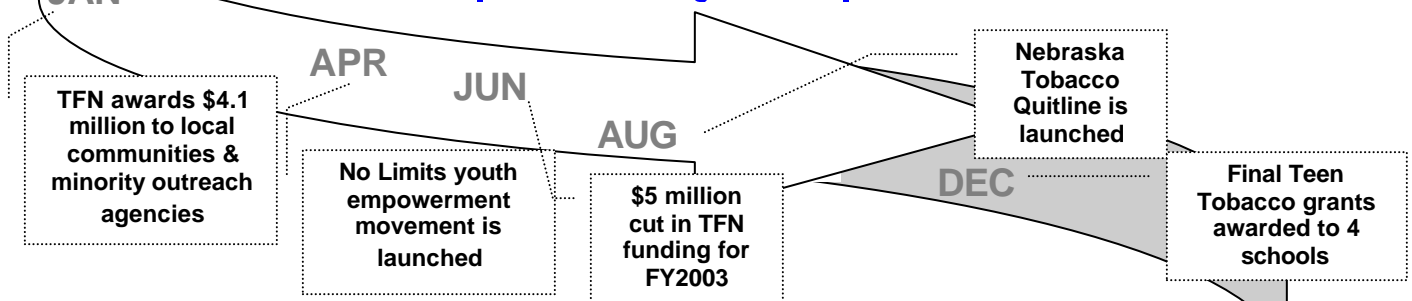 JAN
TFN awards $4.1
million to local
communities &
minority outreach
agencies
APR
No Limits youth
empowerment
movement is
launched
JUN
$5 million
cut in TFN
funding for
FY2003
AUG
Nebraska
Tobacco
Quitline is
launched
DEC
Final Teen
Tobacco grants
awarded to 4
schools